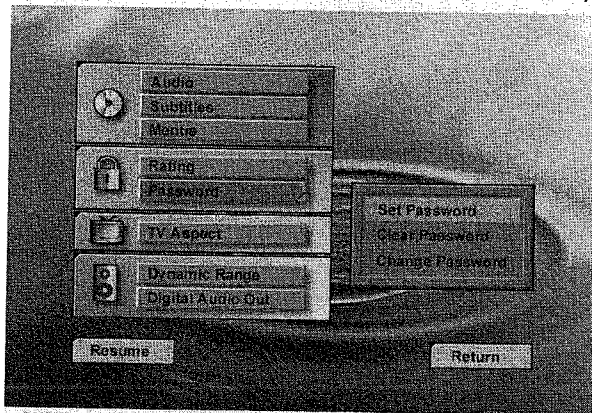 Audio
Subtitles
Menus
Rating
Password
TV Aspect
Dynamic Range
Digital Audio Out
Set Password
Clear Password
Change Password
Resume
Return